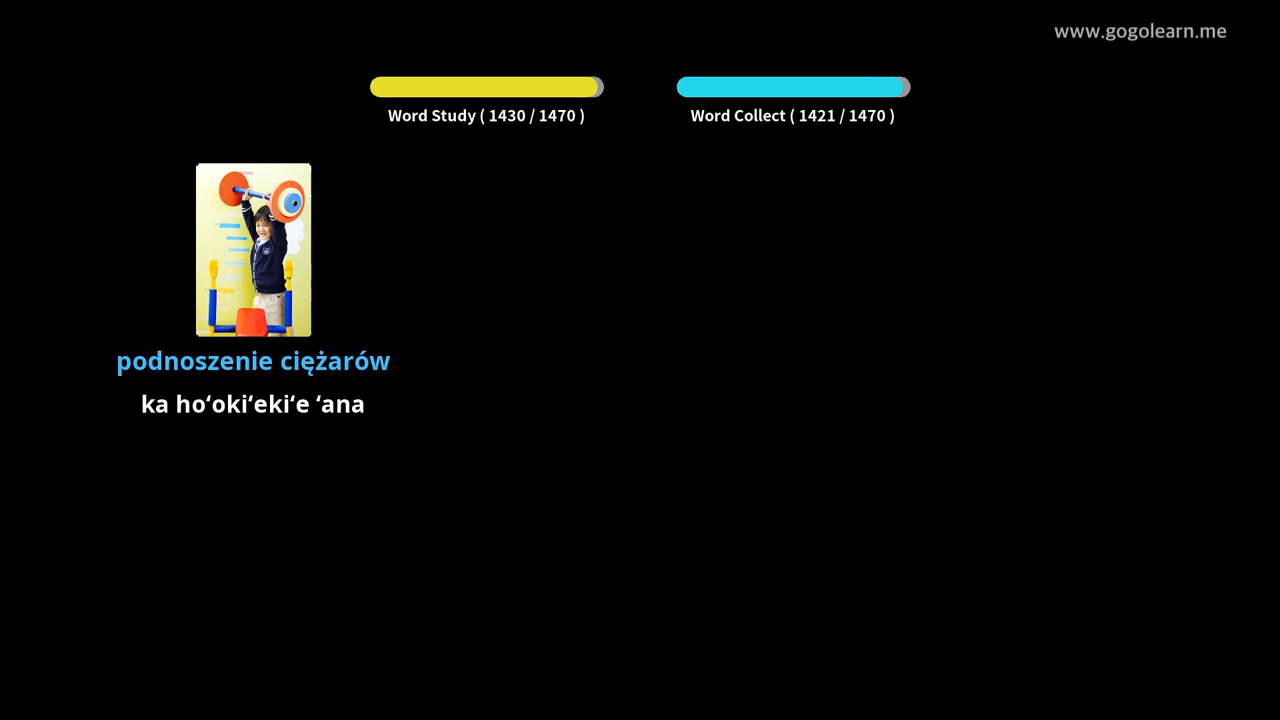 www.gogolearn.me
Word Study ( 1430 / 1470 )
Word Collect ( 1421 / 1470 )
podnoszenie ciężarów
ka hoʻokiʻekiʻe ʻana